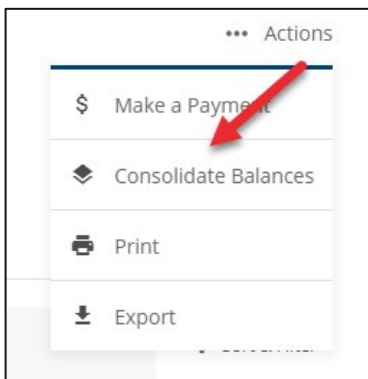 ••• Actions
$ Make a Payment
Consolidate Balances
Print
Export